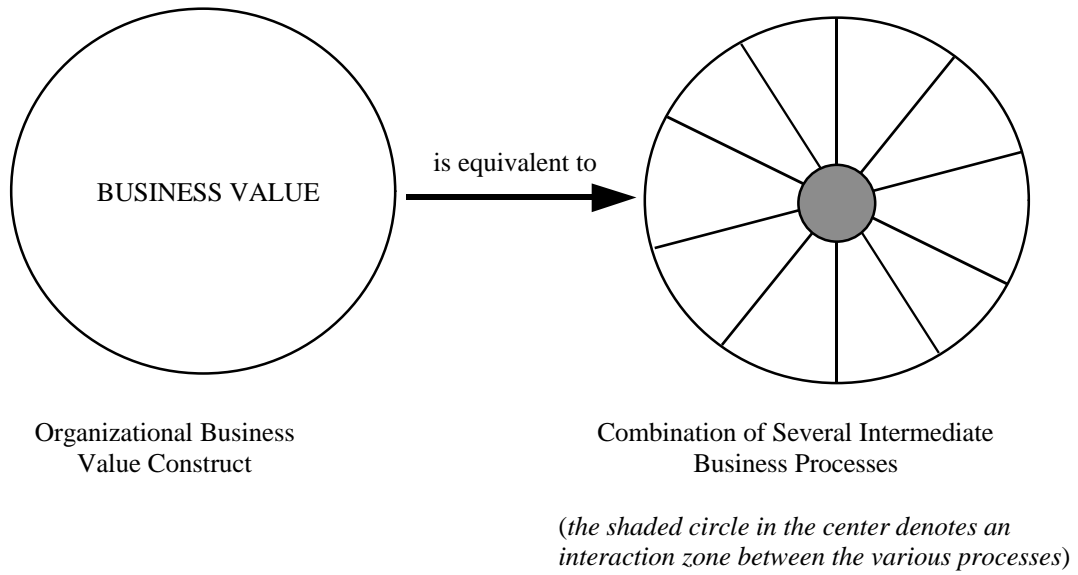 BUSINESS VALUE
is equivalent to
Organizational Business
Value Construct
Combination of Several Intermediate
Business Processes
(the shaded circle in the center denotes an
interaction zone between the various processes)